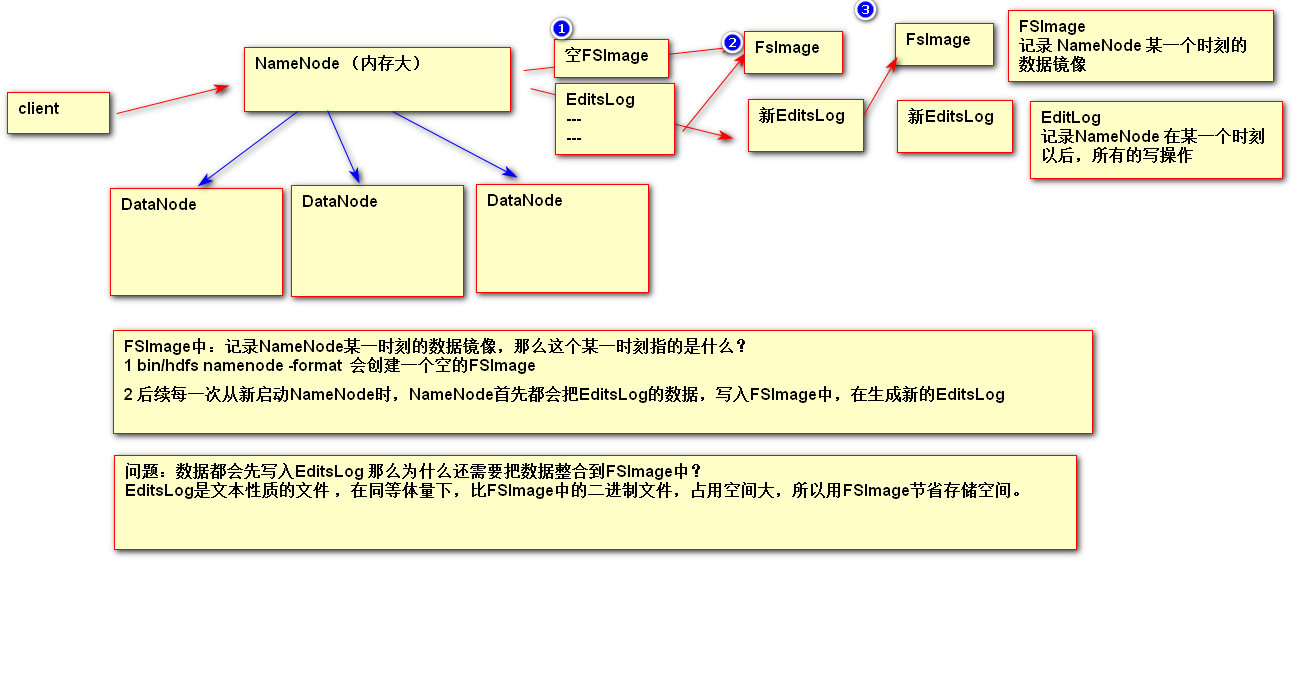 client
NameNode（内存大）
DataNode
DataNode
DataNode
1
空FSImage
EditsLog
---
---
2
FsImage
新EditsLog
3
FsImage
新EditsLog
FSImage
记录 NameNode 某一个时刻的
数据镜像
EditLog
记录NameNode 在某一个时刻
以后，所有的写操作
FSImage中：记录NameNode某一时刻的数据镜像，那么这个某一时刻指的是什么？
1 bin/hdfs namenode -format 会创建一个空的FSImage
2 后续每一次从新启动NameNode时，NameNode首先都会把EditsLog的数据，写入FSImage中，在生成新的EditsLog
问题：数据都会先写入EditsLog 那么为什么还需要把数据整合到FSImage中？
EditsLog是文本性质的文件 ，在同等体量下，比FSImage中的二进制文件，占用空间大，所以用FSImage节省存储空间。